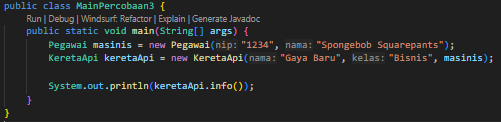 public class MainPercobaan3 {
Run | Debug | Windsurf: Refactor | Explain | Generate Javadoc
public static void main(String[] args) {
Pegawai masinis = new Pegawai(nip: "1234", nama: "Spongebob Squarepants");
KeretaApi keretaApi = new KeretaApi(nama: "Gaya Baru", kelas: "Bisnis", masinis);
System.out.println(keretaApi.info());
}
}